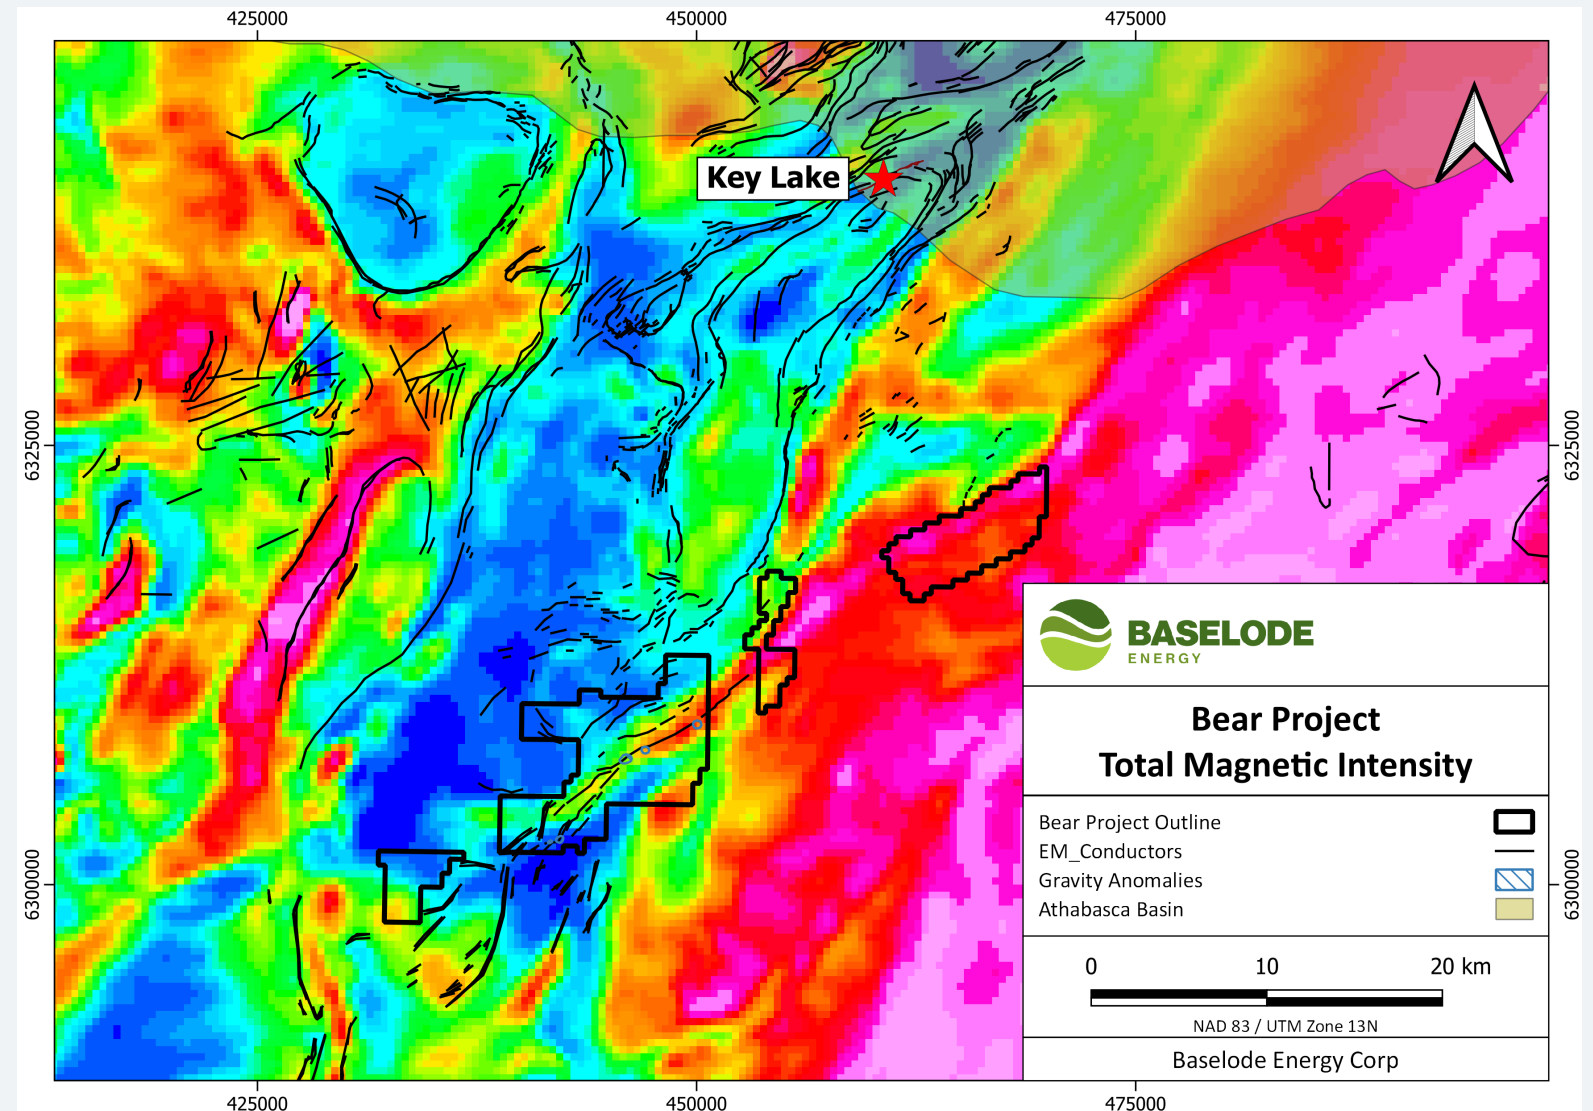 425000
450000
475000
Key Lake
6325000
6325000
BASELODE
ENERGY
Bear Project
Total Magnetic Intensity
Bear Project Outline
EM_Conductors
Gravity Anomalies
Athabasca Basin
6300000
6300000
0 10 20 km
NAD 83 / UTM Zone 13N
Baselode Energy Corp
425000
450000
475000